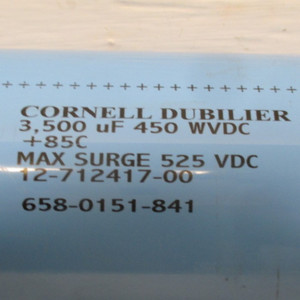 +++++++++++++++++++++++
CORNELL DUBILIER
3,500 uF 450 WVDC
+85C
MAX SURGE 525 VDC
12-712417-00
658-0151-841